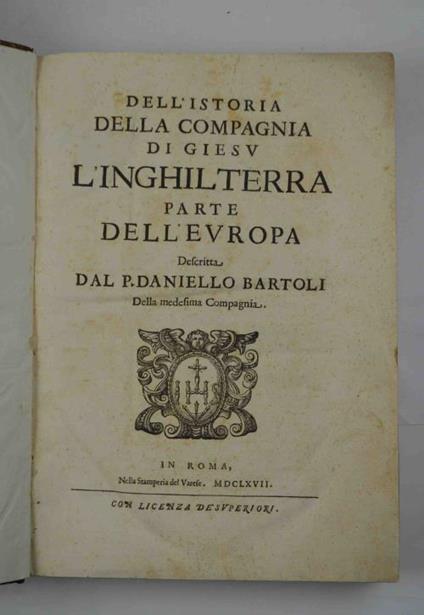 DELL'ISTORIA
DELLA COMPAGNIA
DI GIESV
L'INGHILTERRA
PARTE
DELL'EVROPA
Descritta
DAL P. DANIELLO BARTOLI
Della medesima Compagnia.
IHS
IN ROMA,
Nella Stamperia del Varese. MDCLXVII.
CON LICENZA DE' SVPERIORI.